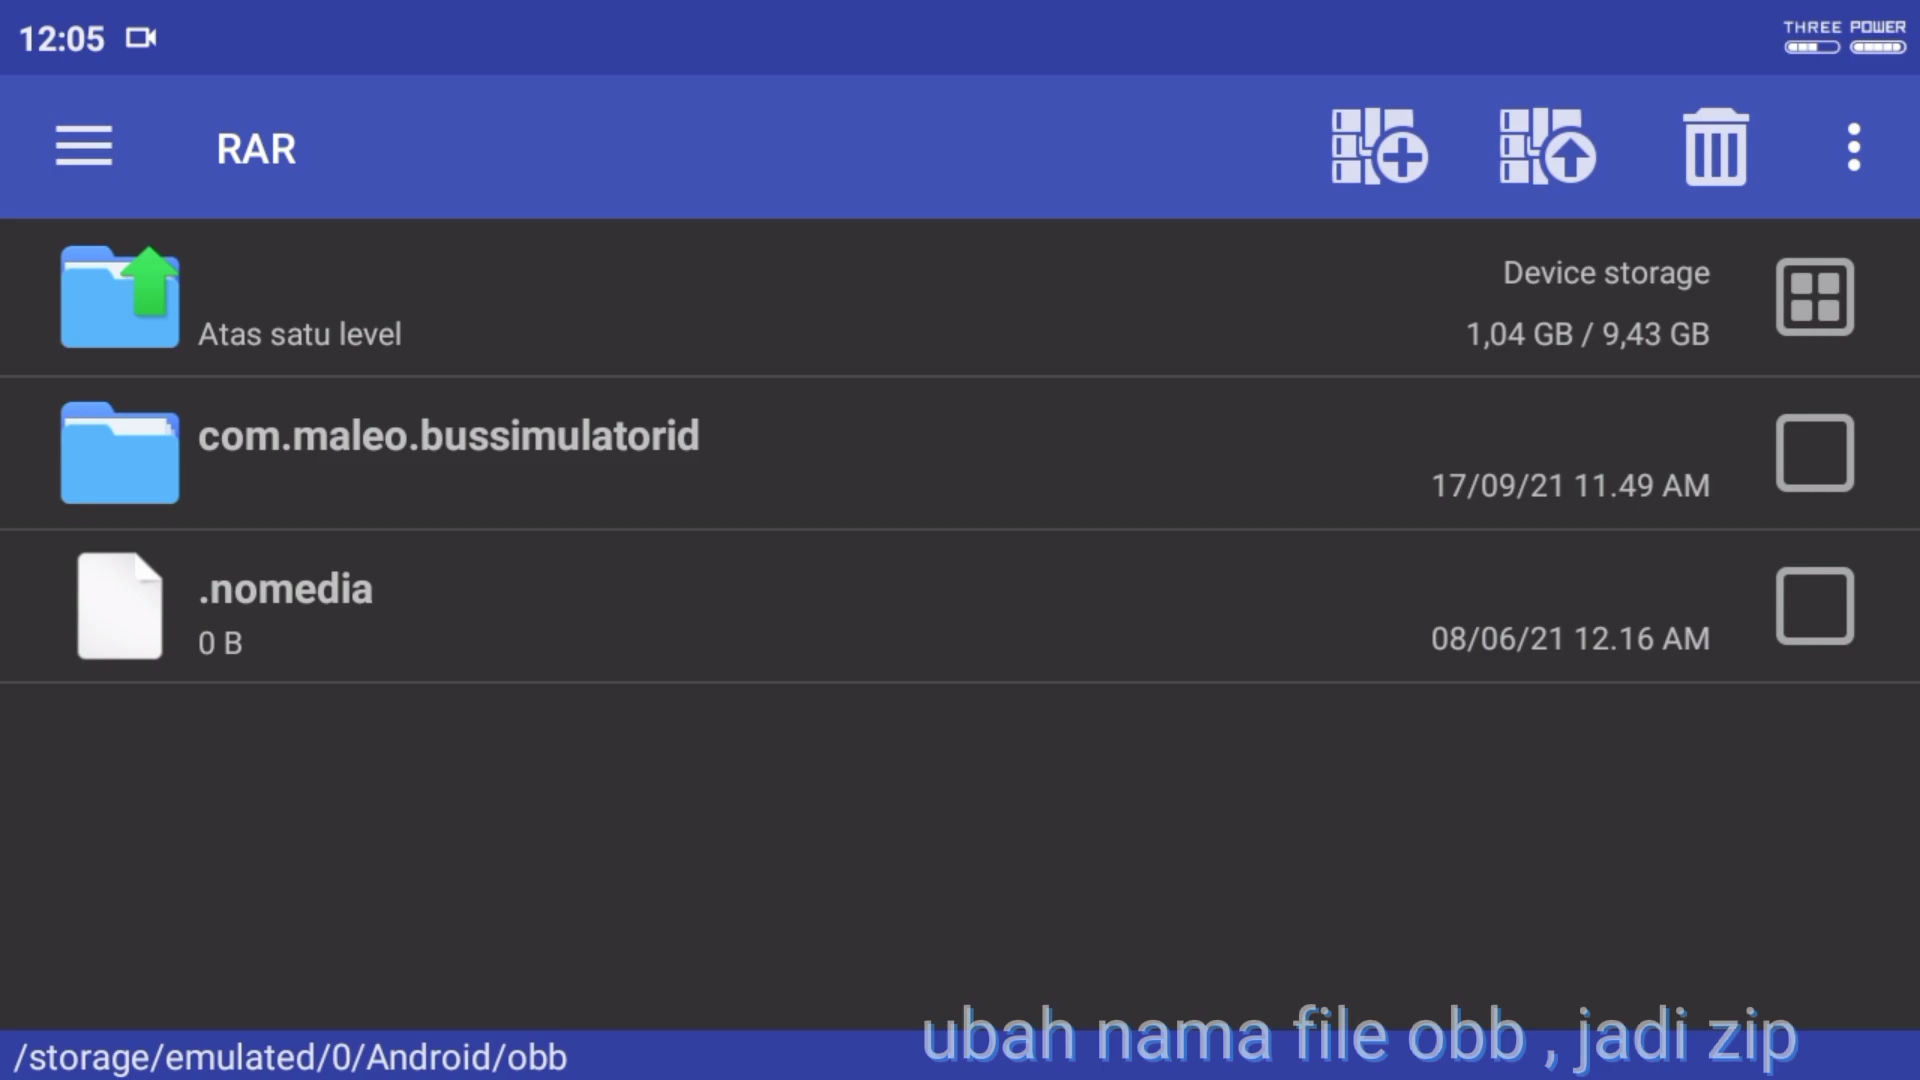 12:05
THREE POWER
RAR
Device storage
Atas satu level
1,04 GB / 9,43 GB
com.maleo.bussimulatorid
17/09/21 11.49 AM
.nomedia
0 B
08/06/21 12.16 AM
ubah nama file obb , jadi zip
/storage/emulated/0/Android/obb